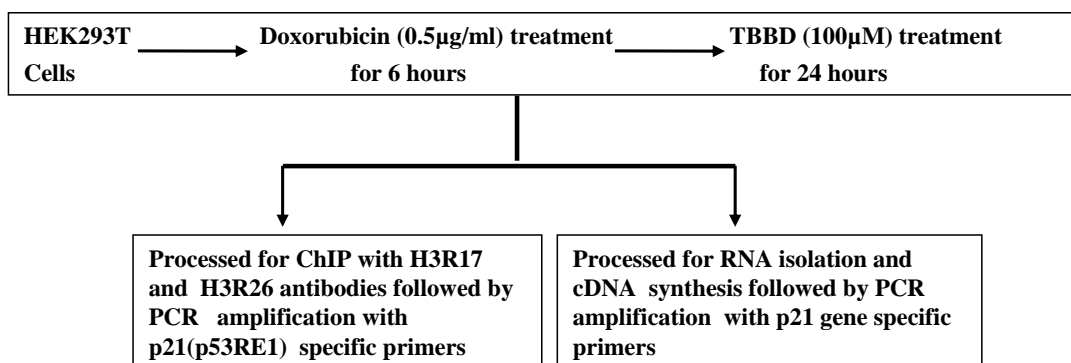 HEK293T Doxorubicin (0.5µg/ml) treatment TBBD (100µM) treatment
Cells for 6 hours for 24 hours
Processed for ChIP with H3R17
and H3R26 antibodies followed by
PCR amplification with
p21(p53RE1) specific primers
Processed for RNA isolation and
cDNA synthesis followed by PCR
amplification with p21 gene specific
primers